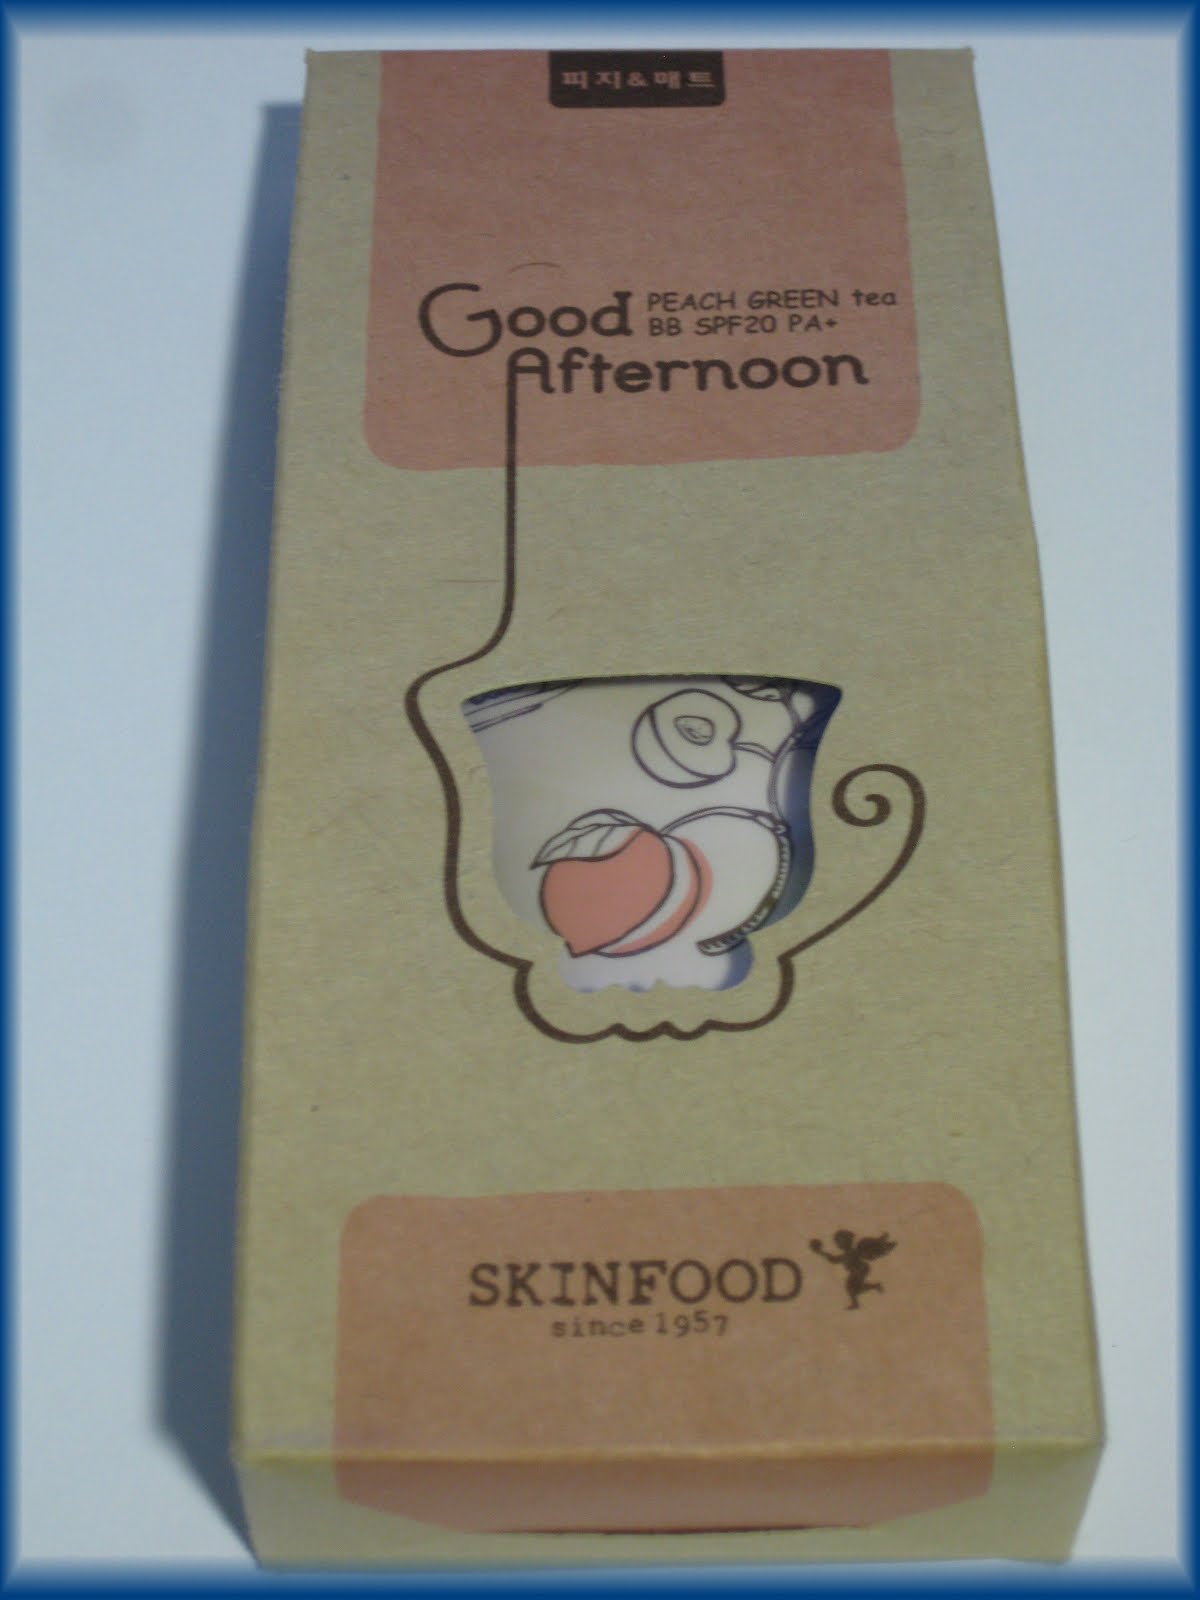 피지&매트
Good
PEACH GREEN tea
BB SPF20 PA+
Afternoon
SKINFOOD
since 1957